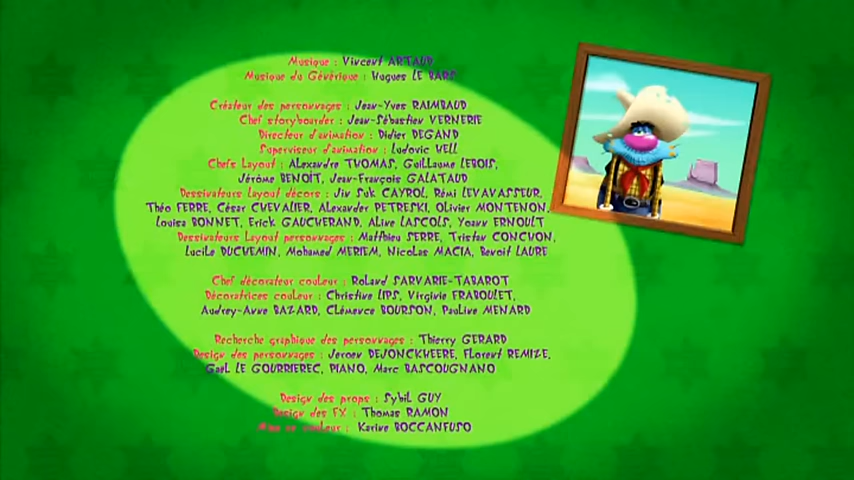 Musique : Vincent ARTAUD
Musique du Générique : Hugues LE BARS
Créateur des personnages : Jean-Yves RAIMBAUD
Chef storyboarder : Jean-Sébastien VERNERIE
Directeur d'animation : Didier DEGAND
Superviseur d'animation : Ludovic WELL
Chefs Layout : Alexandre THOMAS, Guillaume LEBOIS,
Jérôme BENOÎT, Jean-François GALATAUD
Dessinateurs Layout décors : Jin Suk CAYROL, Rémi LEVAVASSEUR,
Théo FERRE, César CHEVALIER, Alexander PETRESKI, Olivier MONTENON,
Louisa BONNET, Erick GAUCHERAND, Aline LASCOLS, Yoann ERNOULT
Dessinateurs Layout personnages : Matthieu SERRE, Tristan CONCHON,
Lucile DUCHEMIN, Mohamed MERIEM, Nicolas MACIA, Benoit LAURE
Chef décorateur couleur : Roland SARVARIE-TABAROT
Décoratrices couleur : Christine LIPS, Virginie FRABOULET,
Audrey-Anne BAZARD, Clémence BOURSON, Pauline MENARD
Recherche graphique des personnages : Thierry GERARD
Design des personnages : Jeroen DEJONCKHEERE, Florent REMIZE,
Gaël LE GOURRIEREC, PIANO, Marc BASCOUGNANO
Design des props : Sybil GUY
Design des FX : Thomas RAMON
Mise en couleur : Karine BOCCANFUSO